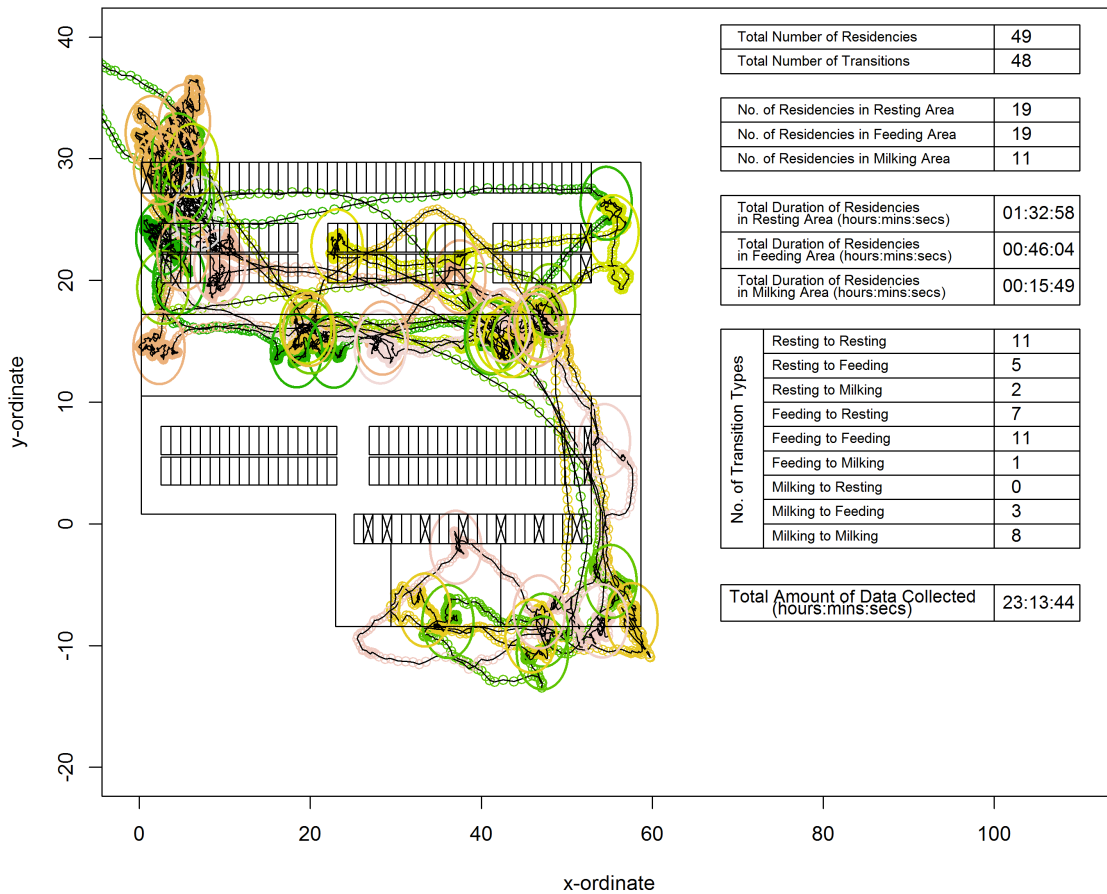 Total Number of Residencies 49
Total Number of Transitions 48
No. of Residencies in Resting Area 19
No. of Residencies in Feeding Area 19
No. of Residencies in Milking Area 11
Total Duration of Residencies
in Resting Area (hours:mins:secs) 01:32:58
Total Duration of Residencies
in Feeding Area (hours:mins:secs) 00:46:04
Total Duration of Residencies
in Milking Area (hours:mins:secs) 00:15:49
No. of Transition Types
Resting to Resting 11
Resting to Feeding 5
Resting to Milking 2
Feeding to Resting 7
Feeding to Feeding 11
Feeding to Milking 1
Milking to Resting 0
Milking to Feeding 3
Milking to Milking 8
Total Amount of Data Collected
(hours:mins:secs) 23:13:44
y-ordinate
40
30
20
10
0
-10
-20
0 20 40 60 80 100
x-ordinate